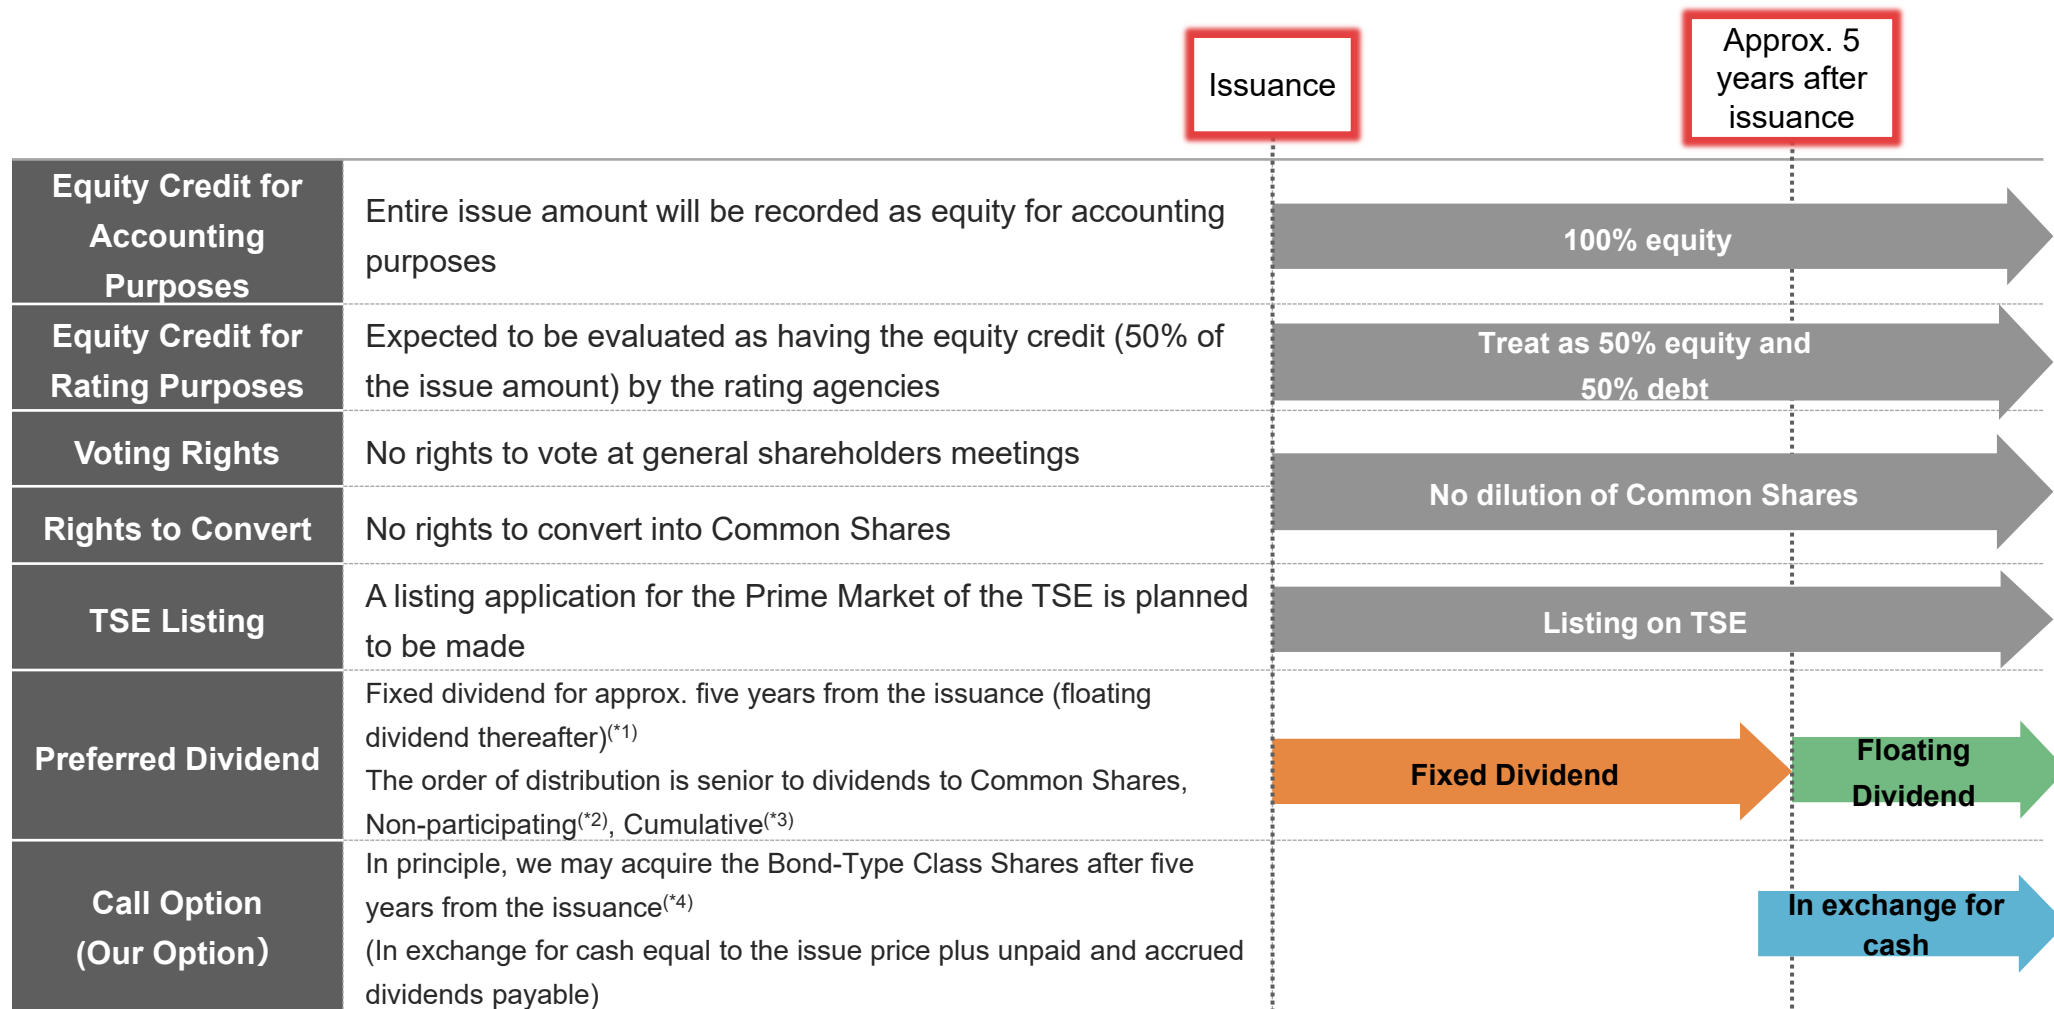 Issuance
Approx. 5
years after
issuance
Equity Credit for
Accounting
Purposes
Entire issue amount will be recorded as equity for accounting
purposes
100% equity
Equity Credit for
Rating Purposes
Expected to be evaluated as having the equity credit (50% of
the issue amount) by the rating agencies
Treat as 50% equity and
50% debt
Voting Rights
No rights to vote at general shareholders meetings
No dilution of Common Shares
Rights to Convert
No rights to convert into Common Shares
TSE Listing
A listing application for the Prime Market of the TSE is planned
to be made
Listing on TSE
Preferred Dividend
Fixed dividend for approx. five years from the issuance (floating
dividend thereafter)(*1)
The order of distribution is senior to dividends to Common Shares,
Non-participating(*2), Cumulative(*3)
Fixed Dividend
Floating
Dividend
Call Option
(Our Option）
In principle, we may acquire the Bond-Type Class Shares after five
years from the issuance(*4)
(In exchange for cash equal to the issue price plus unpaid and accrued
dividends payable)
In exchange for
cash